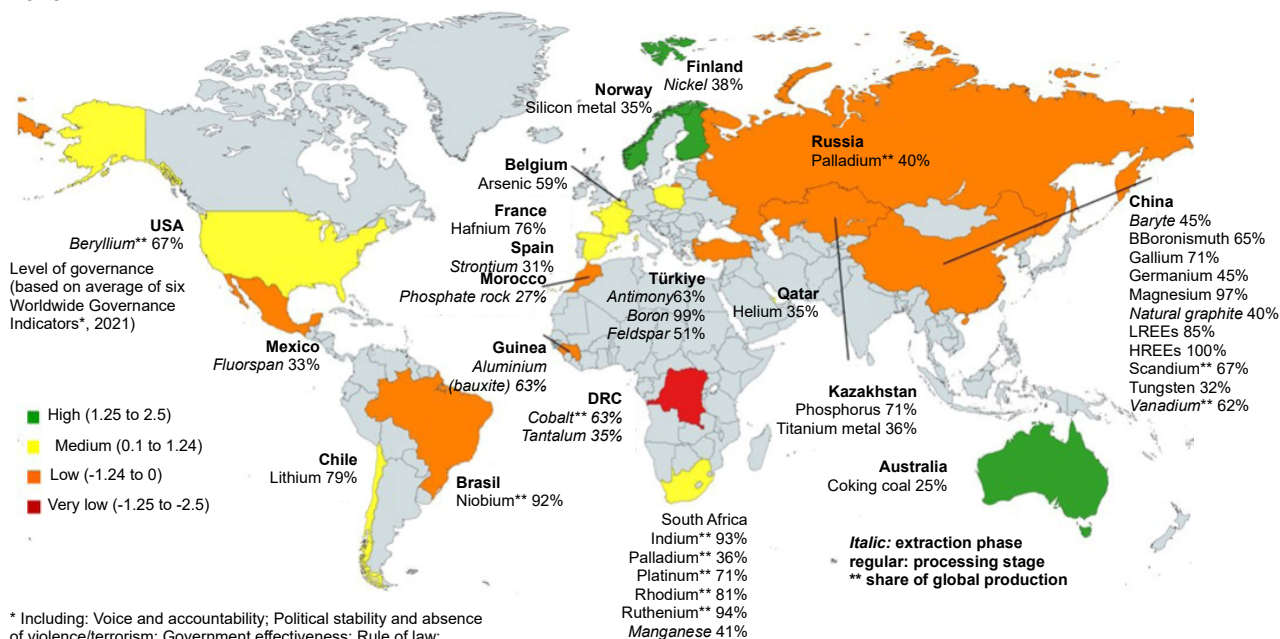 Finland
Nickel 38%
Norway
Silicon metal 35%
Russia
Palladium** 40%
Belgium
Arsenic 59%
France
Hafnium 76%
Spain
Strontium 31%
Morocco
Phosphate rock 27%
USA
Beryllium** 67%
Level of governance
(based on average of six
Worldwide Governance
Indicators*, 2021)
Türkiye
Antimony63%
Boron 99%
Feldspar 51%
Qatar
Helium 35%
China
Baryte 45%
BBoronismuth 65%
Gallium 71%
Germanium 45%
Magnesium 97%
Natural graphite 40%
LREEs 85%
HREEs 100%
Scandium** 67%
Tungsten 32%
Vanadium** 62%
Mexico
Fluorspan 33%
Guinea
Aluminium
(bauxite) 63%
DRC
Cobalt** 63%
Tantalum 35%
Kazakhstan
Phosphorus 71%
Titanium metal 36%
High (1.25 to 2.5)
Medium (0.1 to 1.24)
Low (-1.24 to 0)
Very low (-1.25 to -2.5)
Chile
Lithium 79%
Brasil
Niobium** 92%
Australia
Coking coal 25%
South Africa
Indium** 93%
Palladium** 36%
Platinum** 71%
Rhodium** 81%
Ruthenium** 94%
Manganese 41%
Italic: extraction phase
regular: processing stage
** share of global production
* Including: Voice and accountability; Political stability and absence
of violence/terrorism; Government effectiveness; Rule of law;